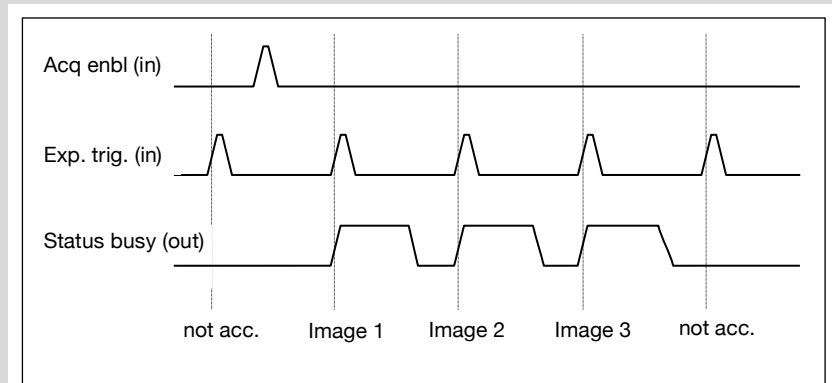 Acq enbl (in)
Exp. trig. (in)
Status busy (out)
not acc. Image 1 Image 2 Image 3 not acc.